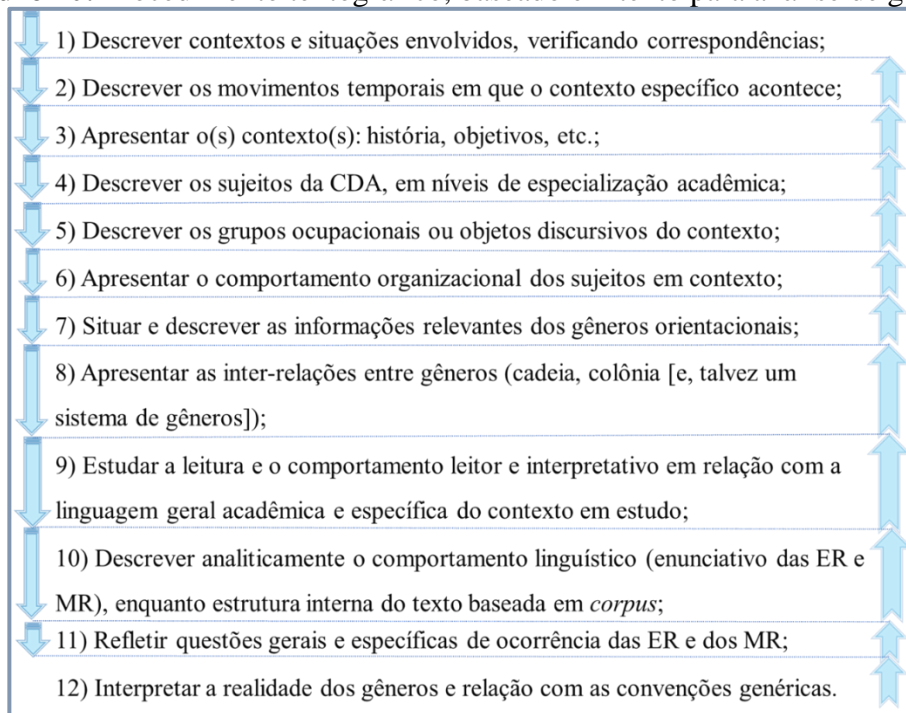 1) Descrever contextos e situações envolvidos, verificando correspondências;
2) Descrever os movimentos temporais em que o contexto específico acontece;
3) Apresentar o(s) contexto(s): história, objetivos, etc.;
4) Descrever os sujeitos da CDA, em níveis de especialização acadêmica;
5) Descrever os grupos ocupacionais ou objetos discursivos do contexto;
6) Apresentar o comportamento organizacional dos sujeitos em contexto;
7) Situar e descrever as informações relevantes dos gêneros orientacionais;
8) Apresentar as inter-relações entre gêneros (cadeia, colônia [e, talvez um
sistema de gêneros]);
9) Estudar a leitura e o comportamento leitor e interpretativo em relação com a
linguagem geral acadêmica e específica do contexto em estudo;
10) Descrever analiticamente o comportamento linguístico (enunciativo das ER e
MR), enquanto estrutura interna do texto baseada em corpus;
11) Refletir questões gerais e específicas de ocorrência das ER e dos MR;
12) Interpretar a realidade dos gêneros e relação com as convenções genéricas.